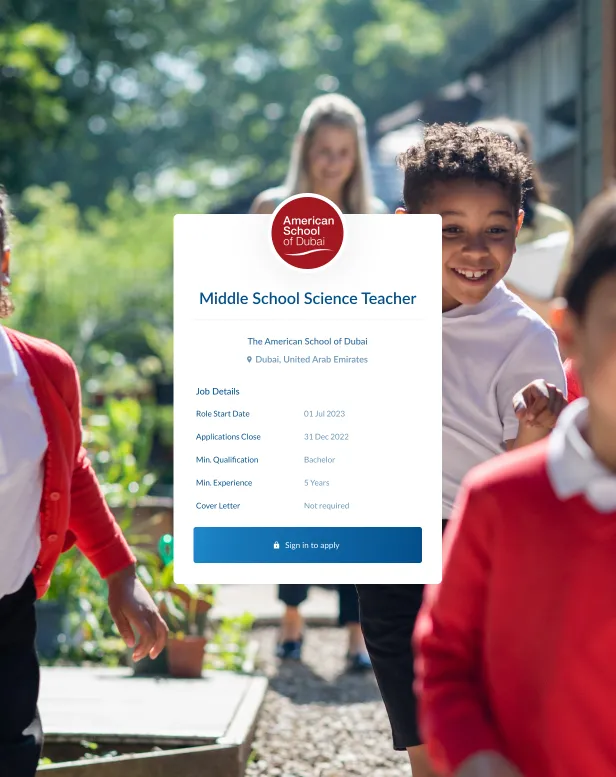 American
School
of Dubai
Middle School Science Teacher
The American School of Dubai
Dubai, United Arab Emirates
Job Details
Role Start Date 01 Jul 2023
Applications Close 31 Dec 2022
Min. Qualification Bachelor
Min. Experience 5 Years
Cover Letter Not required
Sign in to apply